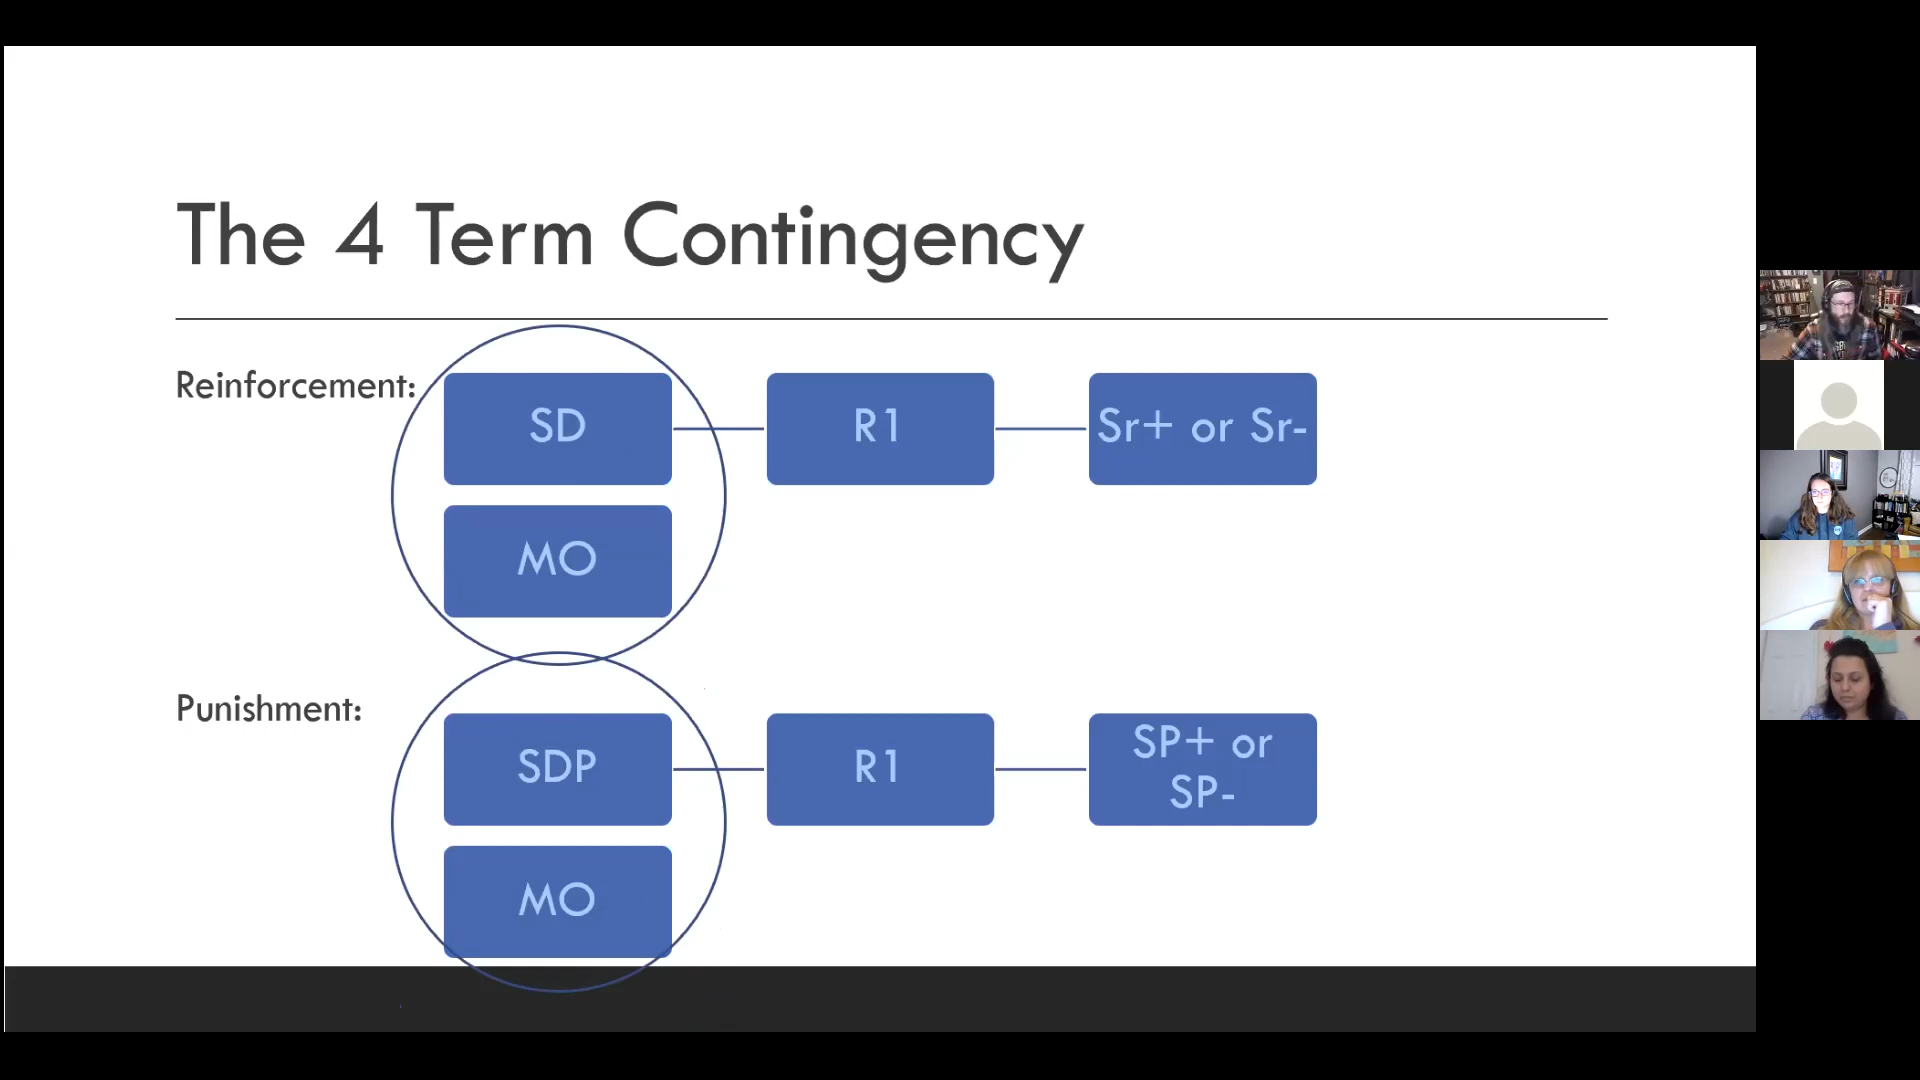 The 4 Term Contingency
Reinforcement:
SD
R1
Sr+ or Sr-
MO
Punishment:
SDP
R1
SP+ or
SP-
MO